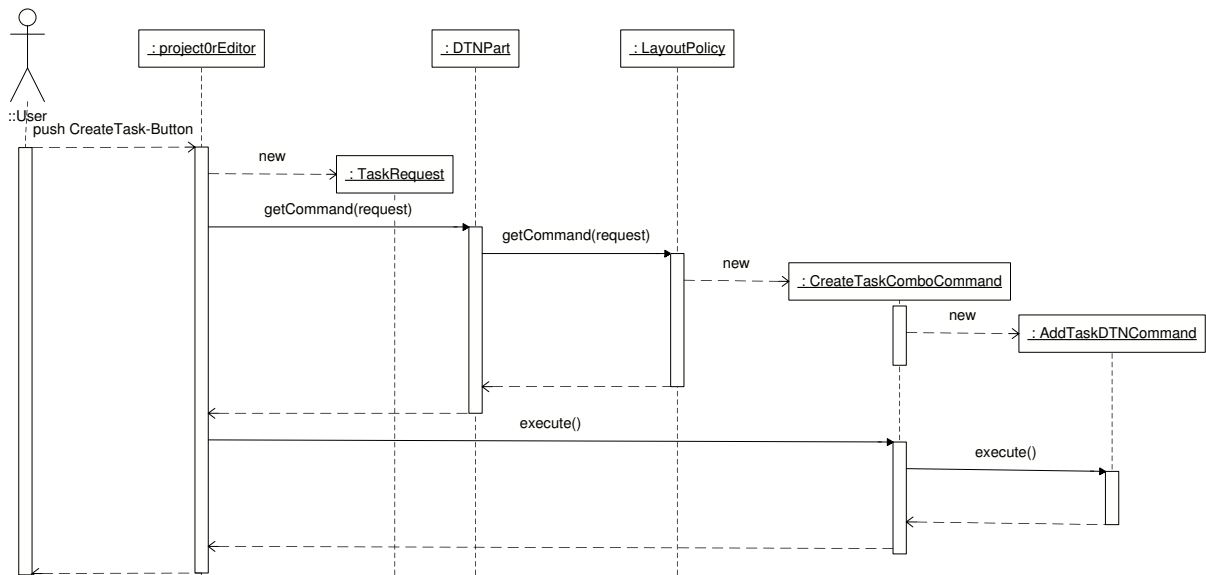 : project0rEditor
: DTNPart
: LayoutPolicy
::User
push CreateTask-Button
new
: TaskRequest
getCommand(request)
getCommand(request)
new
: CreateTaskComboCommand
new
: AddTaskDTNCommand
execute()
execute()